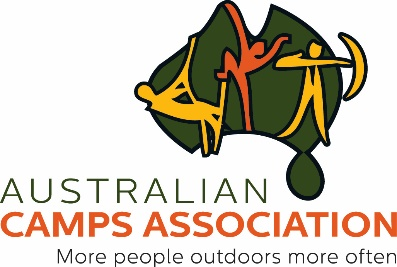 AUSTRALIAN
CAMPS ASSOCIATION
More people outdoors more often